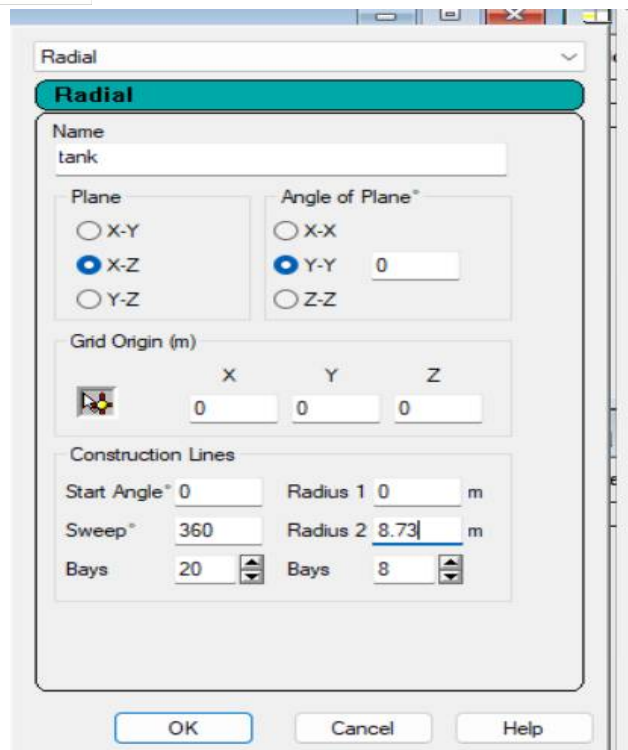 Radial
Radial
Name
tank
Plane
Angle of Plane°
X-Y
X-X
X-Z
Y-Y 0
Y-Z
Z-Z
Grid Origin (m)
X Y Z
0 0 0
Construction Lines
Start Angle° 0 Radius 1 0 m
Sweep° 360 Radius 2 8.73 m
Bays 20 Bays 8
OK Cancel Help